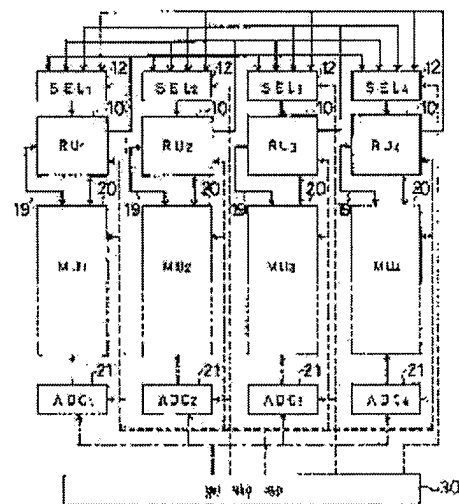 12 12 12 12
SEL1 SEL2 SEL3 SEL4
10 10 10 10
RU1 RU2 RU3 RU4
20 20 20 20
19 19 19 19
MU1 MU2 MU3 MU4
21 21 21 21
ADC1 ADC2 ADC3 ADC4
30